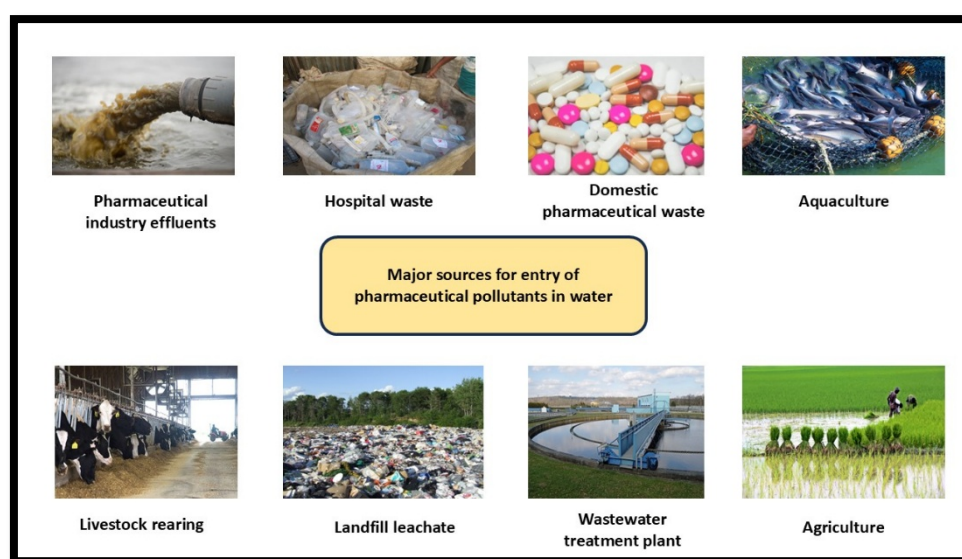 Pharmaceutical
industry effluents
Hospital waste
Domestic
pharmaceutical waste
Aquaculture
Major sources for entry of
pharmaceutical pollutants in water
Livestock rearing
Landfill leachate
Wastewater
treatment plant
Agriculture